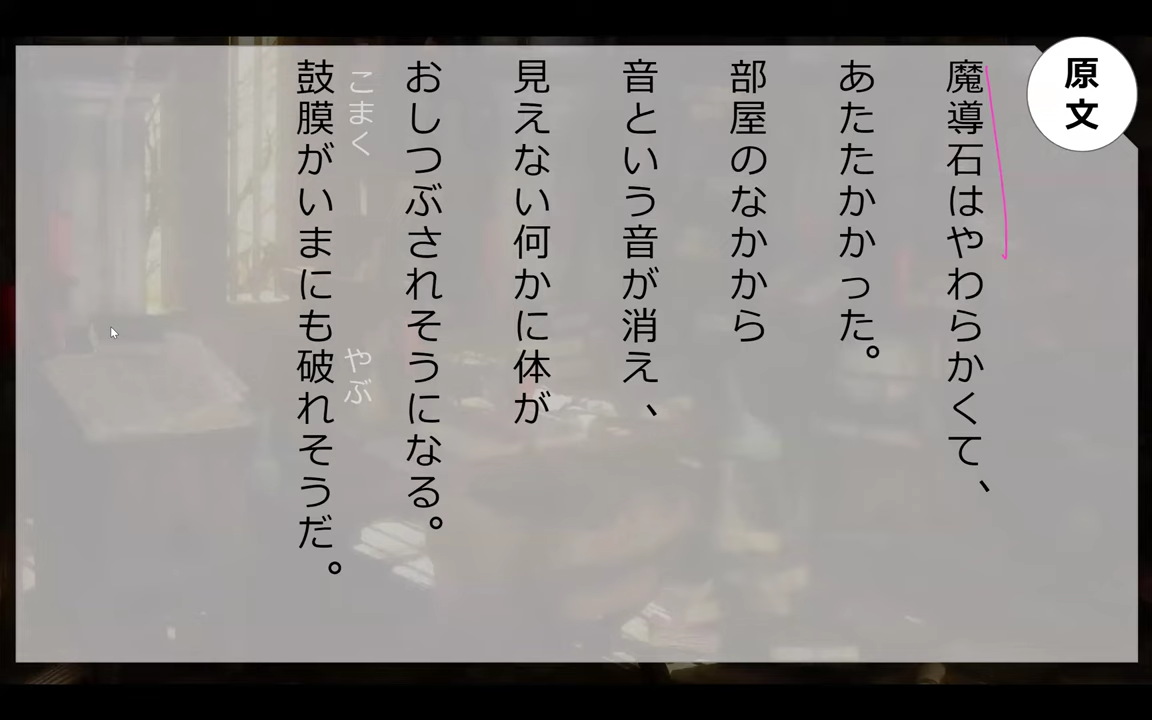 原文
魔導石はやわらかくて、
あたたかかった。
部屋のなかから
音という音が消え、
見えない何かに体が
おしつぶされそうになる。
こまく
やぶ
鼓膜がいまにも破れそうだ。